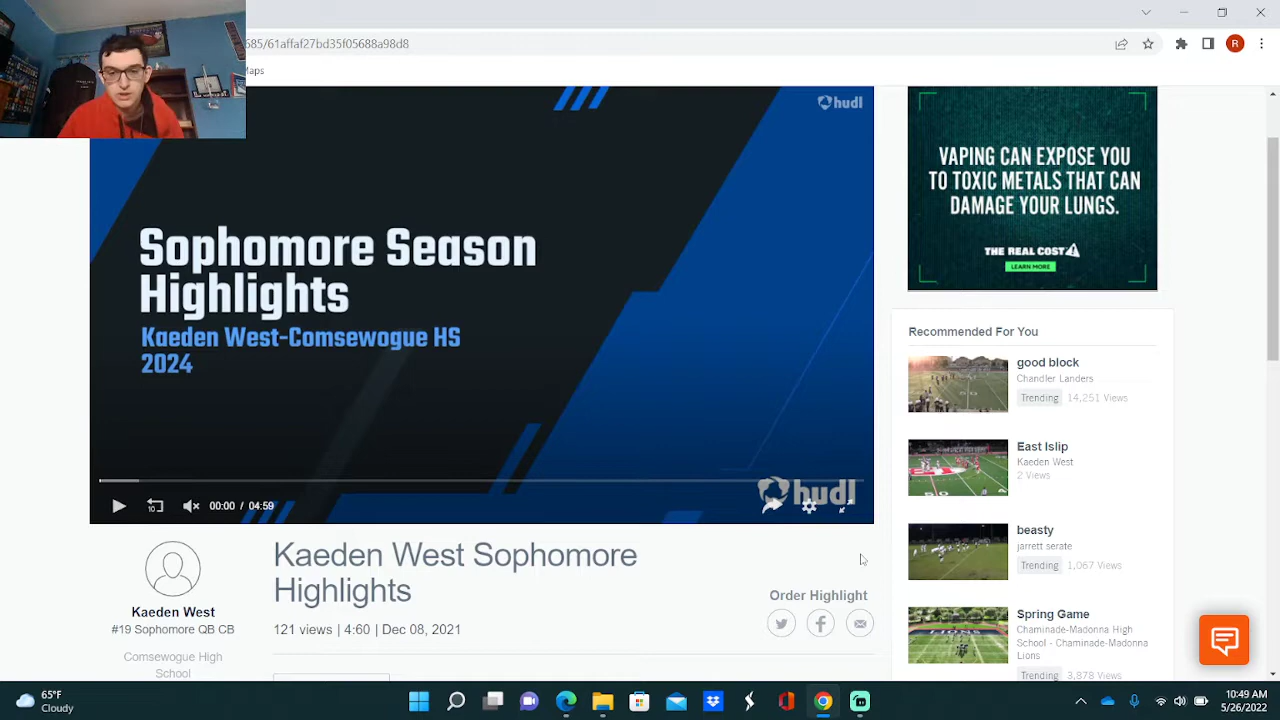 685/61affaf27bd35f05688a98d8
R
Maps
hudl
Sophomore Season
Highlights
Kaeden West-Comsewogue HS
2024
10
00:00 / 04:59
hudl
Kaeden West Sophomore
Highlights
121 views | 4:60 | Dec 08, 2021
Kaeden West
#19 Sophomore QB CB
Comsewogue High
School
Order Highlight
VAPING CAN EXPOSE YOU
TO TOXIC METALS THAT CAN
DAMAGE YOUR LUNGS.
THE REAL COST
LEARN MORE
Recommended For You
good block
Chandler Landers
Trending 14,251 Views
East Islip
Kaeden West
2 Views
beasty
jarrett serate
Trending 1,067 Views
Spring Game
Chaminade-Madonna High
School - Chaminade-Madonna
Lions
Trending 3,878 Views
LIONS
65°F
Cloudy
10:49 AM
5/26/2022